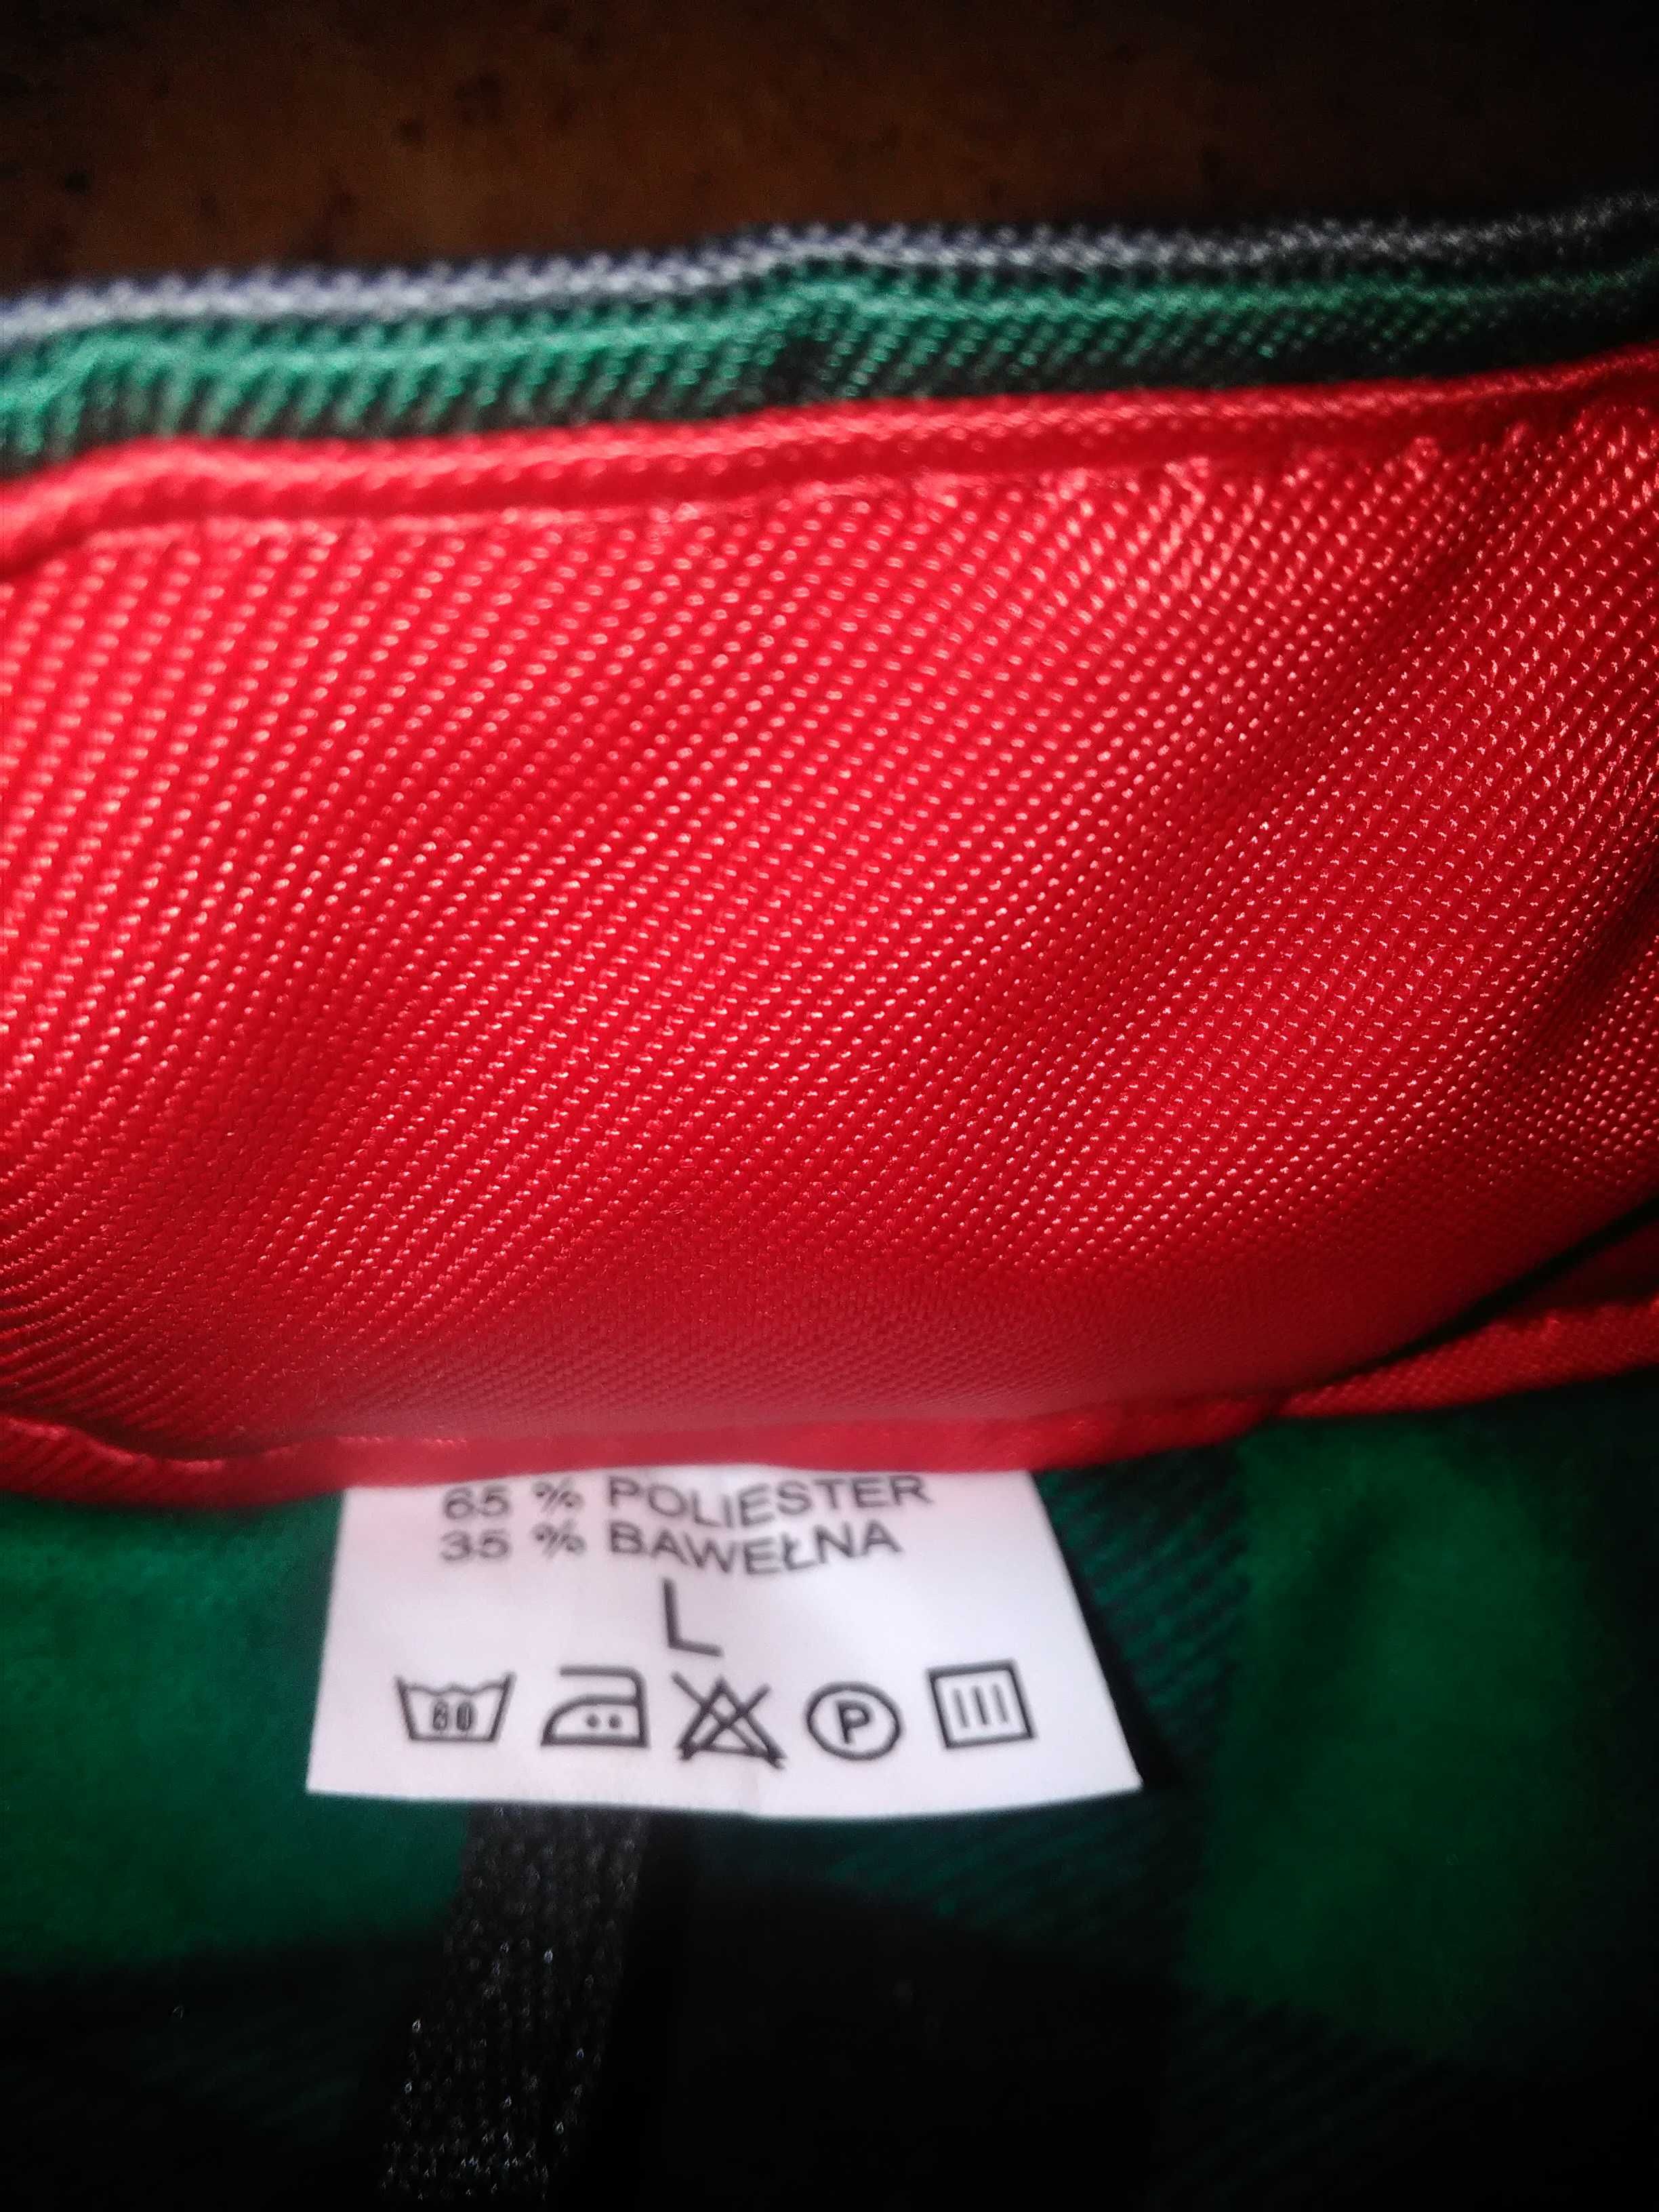 65 % POLIESTER
35 % BAWEŁNA
L
60 P